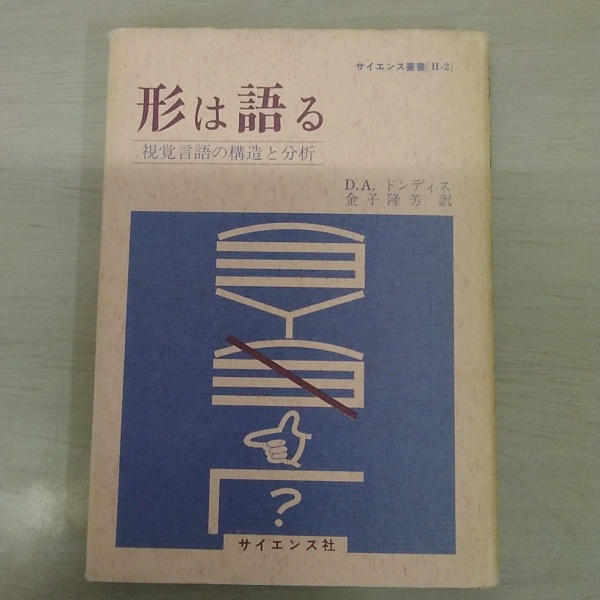 サイエンス叢書[H-2]
形は語る
視覚言語の構造と分析
D.A. ドンディス
金子隆芳 訳
?
サイエンス社